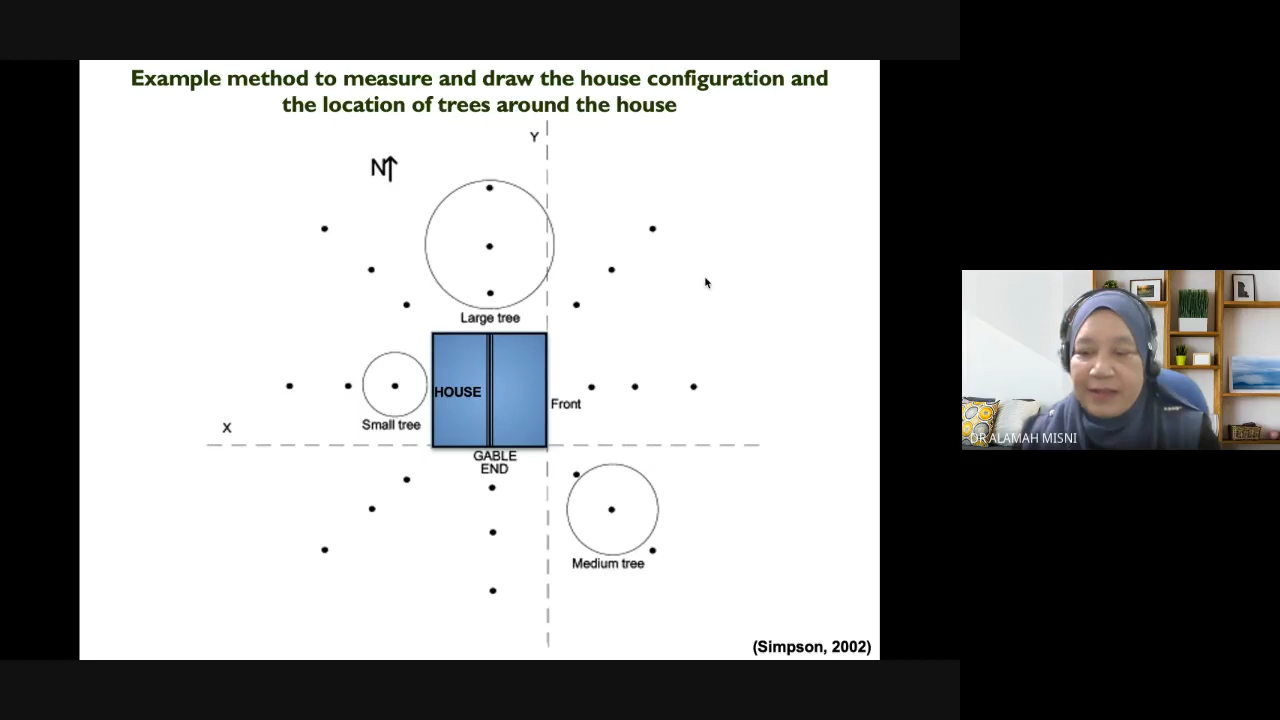 Example method to measure and draw the house configuration and
the location of trees around the house
Y
N
Large tree
HOUSE
Front
Small tree
X
GABLE
END
Medium tree
(Simpson, 2002)
DR ALAMAH MISNI